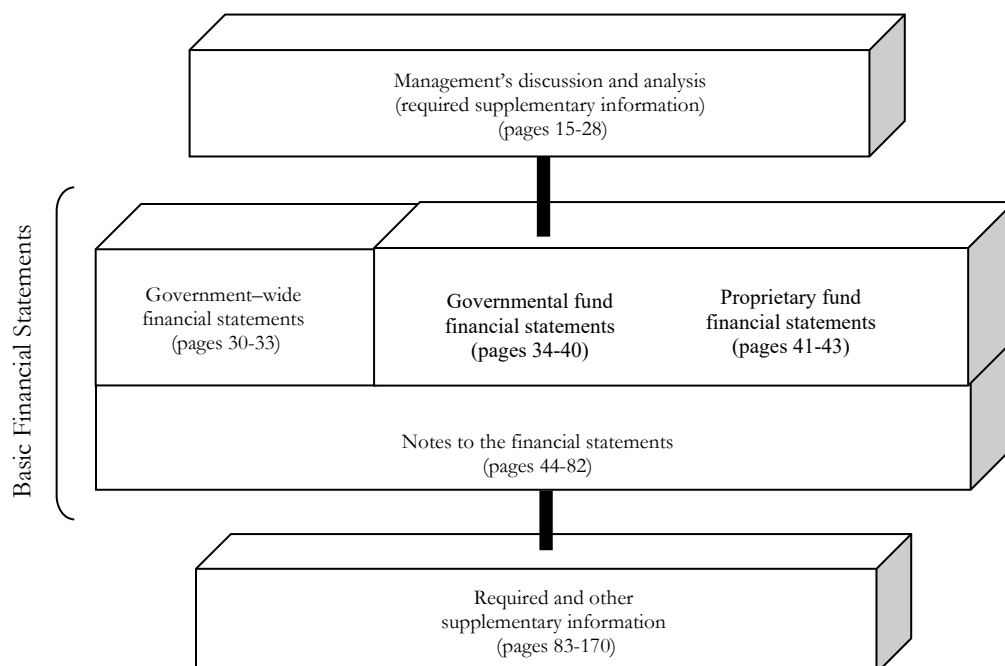 Management’s discussion and analysis
(required supplementary information)
(pages 15-28)
Basic Financial Statements
Government–wide
financial statements
(pages 30-33)
Governmental fund
financial statements
(pages 34-40)
Proprietary fund
financial statements
(pages 41-43)
Notes to the financial statements
(pages 44-82)
Required and other
supplementary information
(pages 83-170)